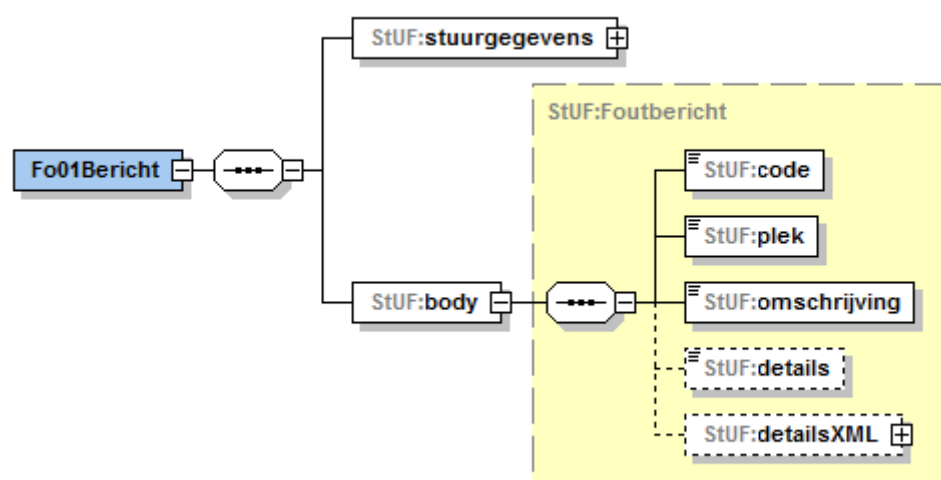 StUF:stuurgegevens
StUF:Foutbericht
Fo01Bericht
StUF:code
StUF:plek
StUF:body
StUF:omschrijving
StUF:details
StUF:detailsXML